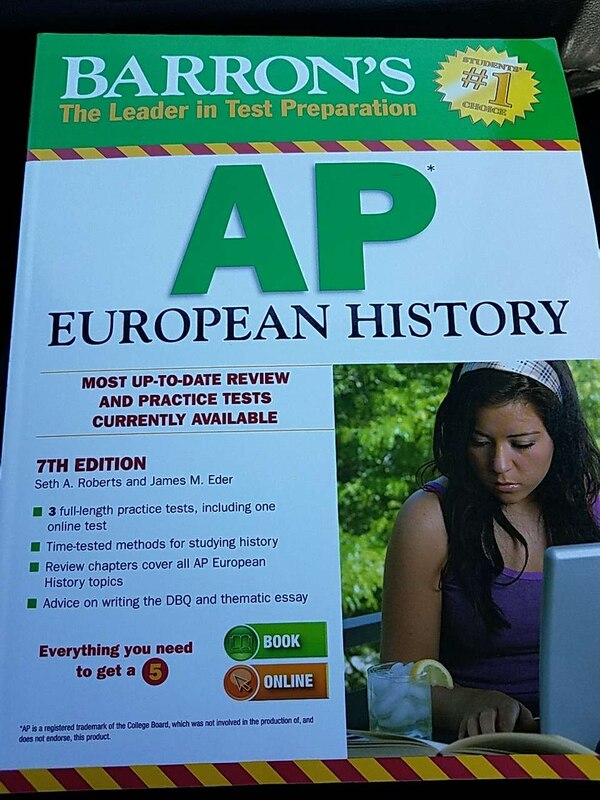 BARRON'S
The Leader in Test Preparation
STUDENTS'
#1
CHOICE
AP*
EUROPEAN HISTORY
MOST UP-TO-DATE REVIEW
AND PRACTICE TESTS
CURRENTLY AVAILABLE
7TH EDITION
Seth A. Roberts and James M. Eder
3 full-length practice tests, including one
online test
Time-tested methods for studying history
Review chapters cover all AP European
History topics
Advice on writing the DBQ and thematic essay
Everything you need
to get a 5
BOOK
ONLINE
*AP is a registered trademark of the College Board, which was not involved in the production of, and
does not endorse, this product.